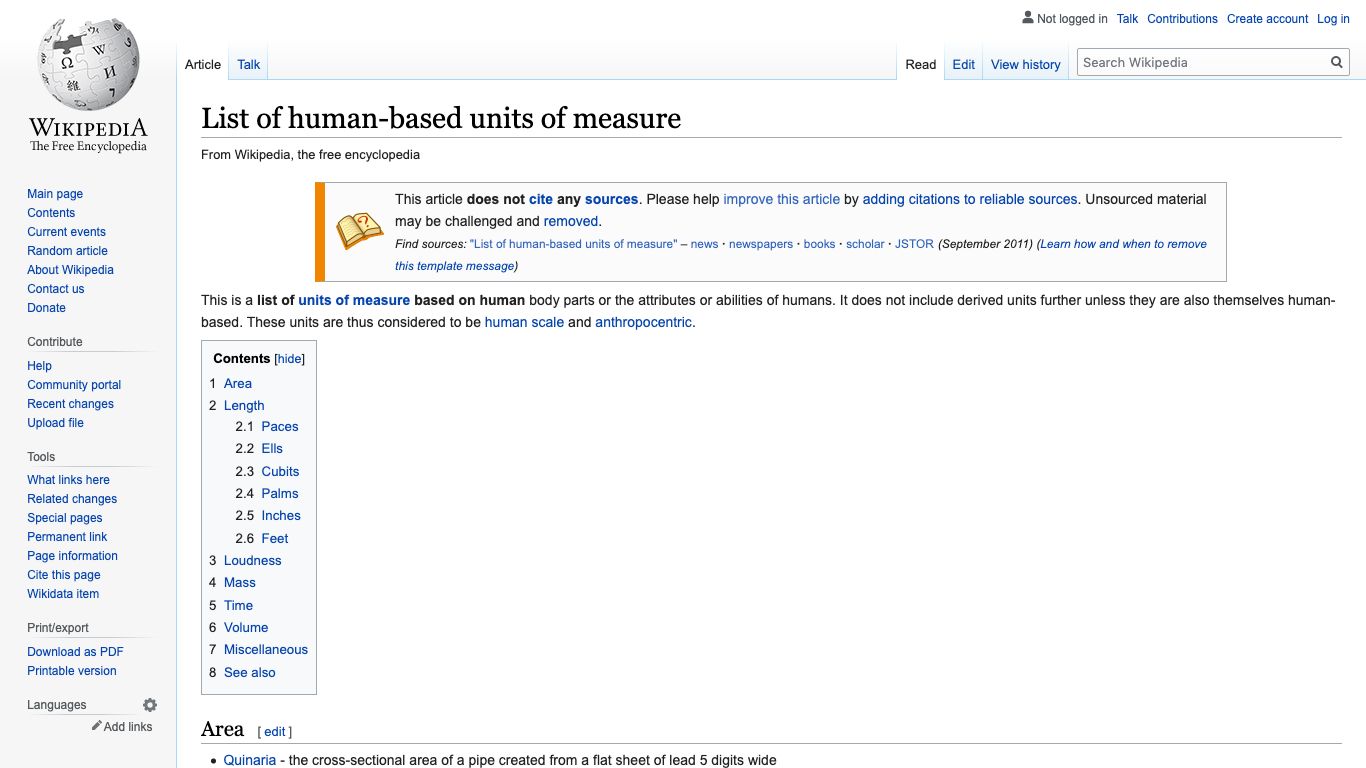 Not logged in Talk Contributions Create account Log in
Article Talk Read Edit View history Search Wikipedia
Ω W И 維 7
WIKIPEDIA
The Free Encyclopedia
Main page
Contents
Current events
Random article
About Wikipedia
Contact us
Donate
Contribute
Help
Community portal
Recent changes
Upload file
Tools
What links here
Related changes
Special pages
Permanent link
Page information
Cite this page
Wikidata item
Print/export
Download as PDF
Printable version
Languages
Add links
List of human-based units of measure
From Wikipedia, the free encyclopedia
?
This article does not cite any sources. Please help improve this article by adding citations to reliable sources. Unsourced material
may be challenged and removed.
Find sources: "List of human-based units of measure" – news · newspapers · books · scholar · JSTOR (September 2011) (Learn how and when to remove
this template message)
This is a list of units of measure based on human body parts or the attributes or abilities of humans. It does not include derived units further unless they are also themselves human-
based. These units are thus considered to be human scale and anthropocentric.
Contents [hide]
1 Area
2 Length
2.1 Paces
2.2 Ells
2.3 Cubits
2.4 Palms
2.5 Inches
2.6 Feet
3 Loudness
4 Mass
5 Time
6 Volume
7 Miscellaneous
8 See also
Area [ edit ]
• Quinaria - the cross-sectional area of a pipe created from a flat sheet of lead 5 digits wide